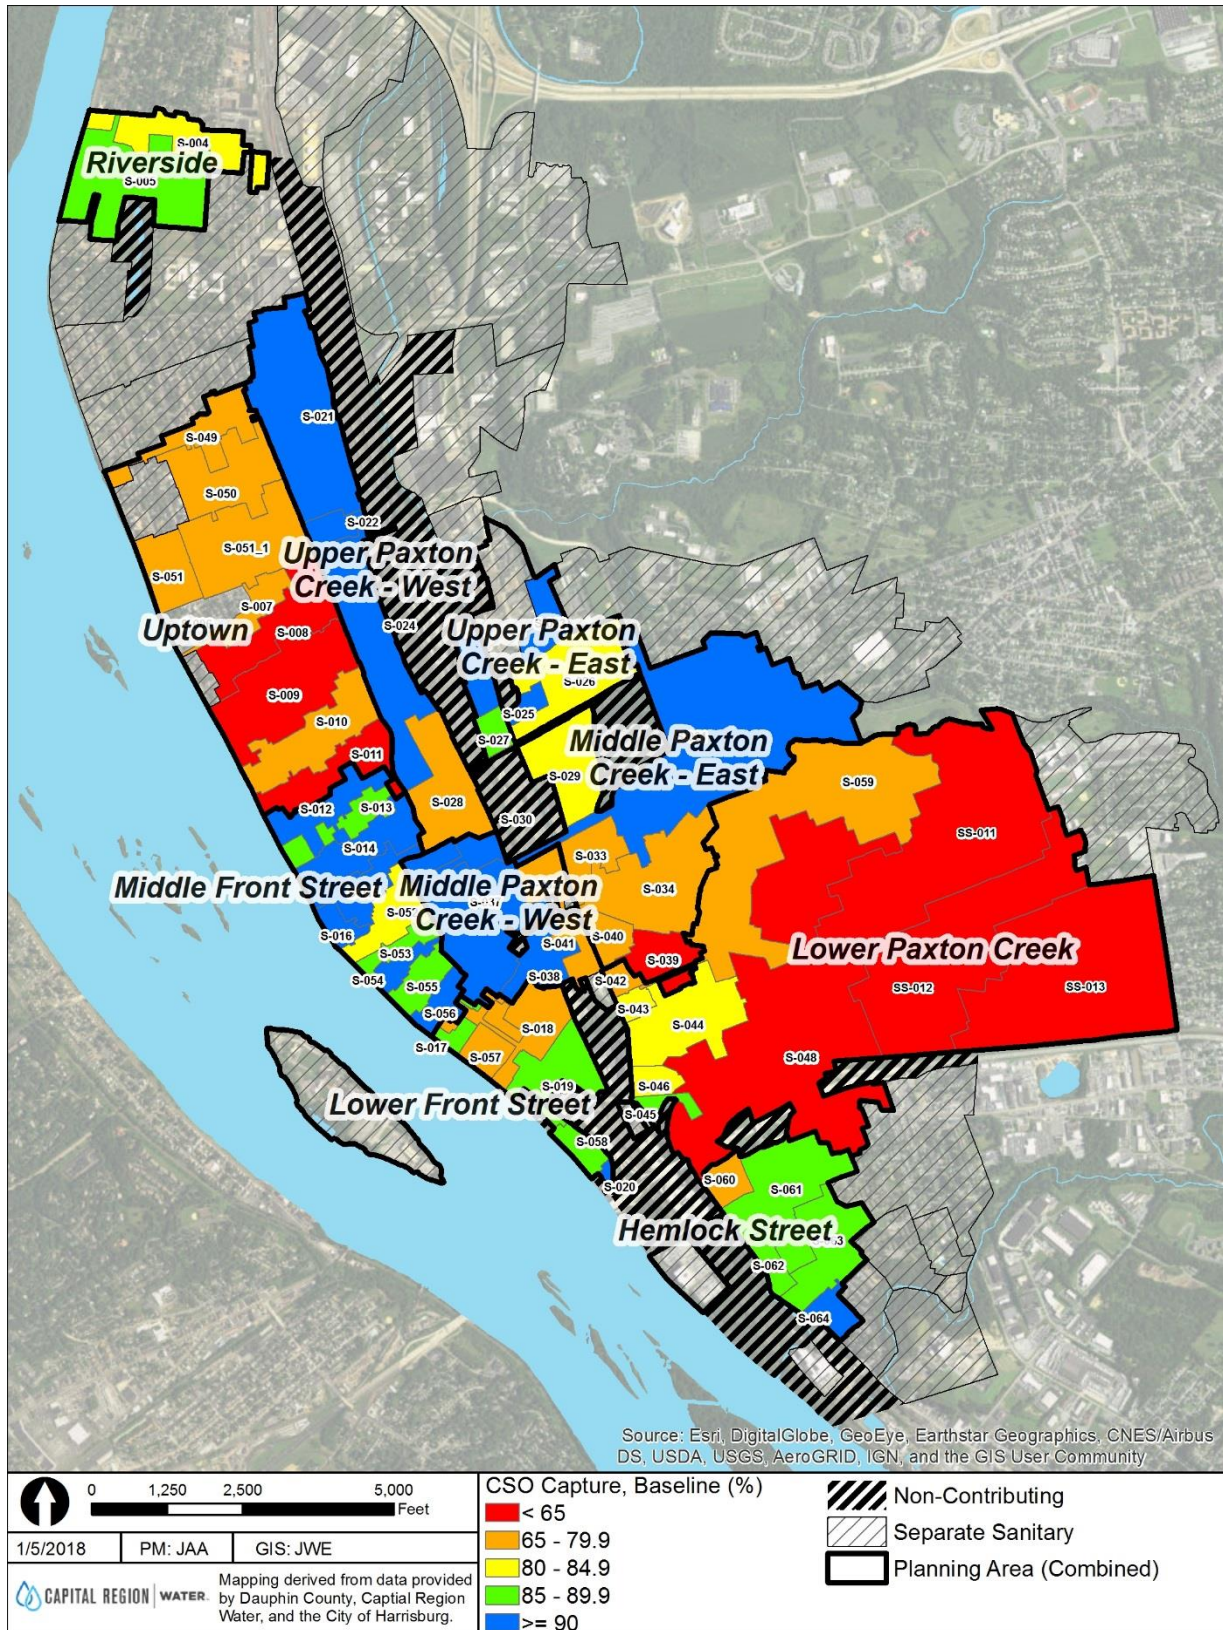 S-004
Riverside
S-005
S-021
S-049
S-050
S-022
S-051_1
Upper Paxton
Creek - West
S-051
S-007
S-024
Uptown
S-008
Upper Paxton
Creek - East
S-026
S-009
S-025
S-010
S-027
Middle Paxton
Creek - East
S-011
S-029
S-059
S-012
S-013
S-028
S-030
SS-011
S-014
S-033
S-034
Middle Front Street
Middle Paxton
Creek - West
S-016
S-053
S-041
S-040
Lower Paxton Creek
S-039
S-054
S-055
S-038
S-042
SS-012
SS-013
S-056
S-043
S-044
S-017
S-018
S-057
S-048
S-019
S-046
Lower Front Street
S-045
S-058
S-020
S-060
S-061
Hemlock Street
S-062
S-064
Source: Esri, DigitalGlobe, GeoEye, Earthstar Geographics, CNES/Airbus
DS, USDA, USGS, AeroGRID, IGN, and the GIS User Community
0 1,250 2,500 5,000
Feet
1/5/2018 PM: JAA GIS: JWE
CAPITAL REGION WATER
Mapping derived from data provided
by Dauphin County, Captial Region
Water, and the City of Harrisburg.
CSO Capture, Baseline (%)
< 65
65 - 79.9
80 - 84.9
85 - 89.9
>= 90
Non-Contributing
Separate Sanitary
Planning Area (Combined)